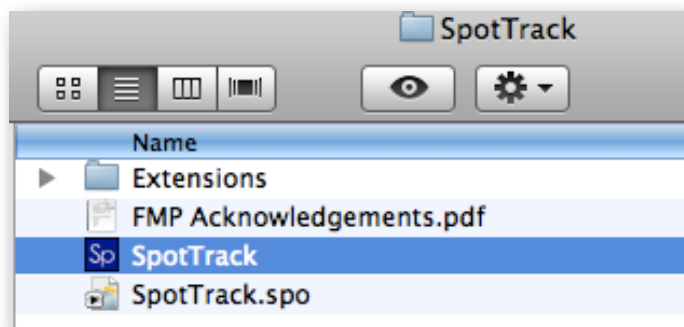 SpotTrack
Name
Extensions
FMP Acknowledgements.pdf
Sp SpotTrack
SpotTrack.spo